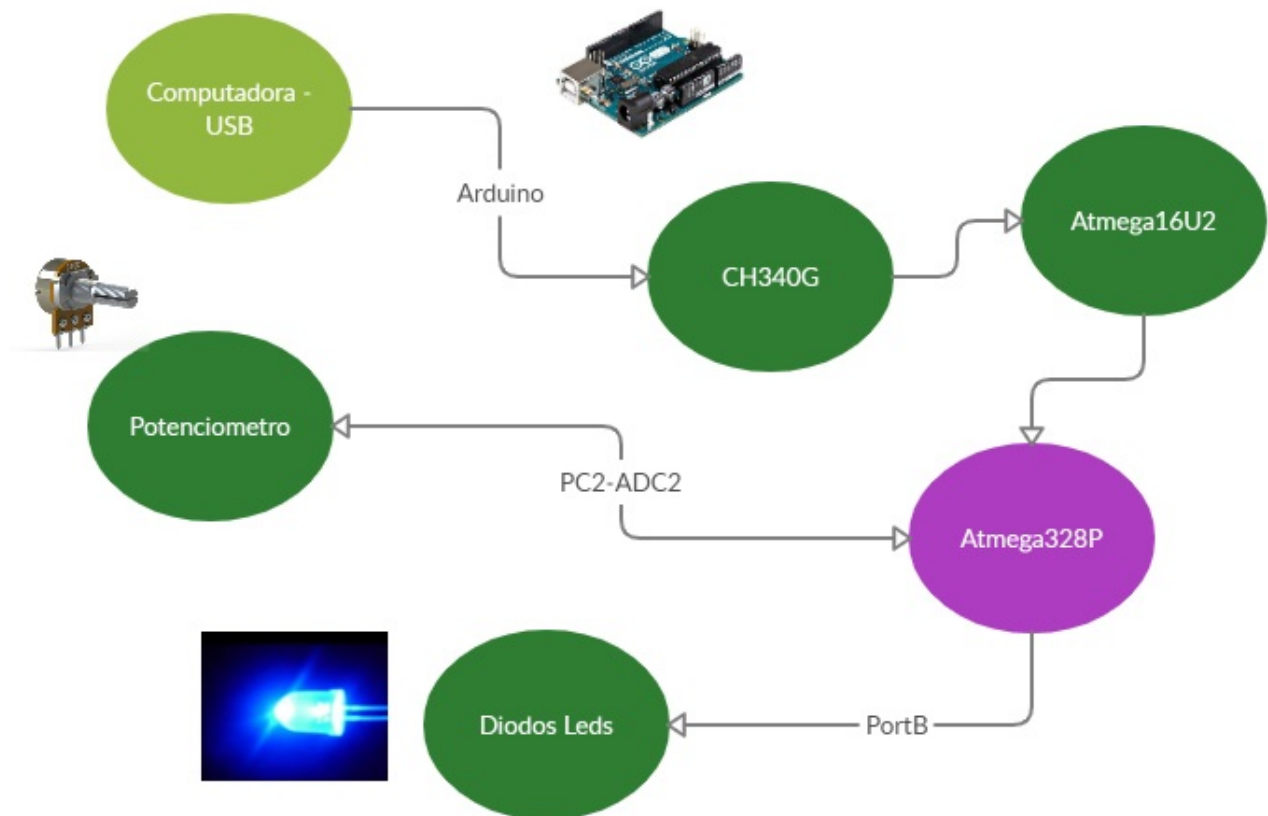 Computadora -
USB
Arduino
CH340G
Atmega16U2
Potenciometro
PC2-ADC2
Atmega328P
Diodos Leds
PortB